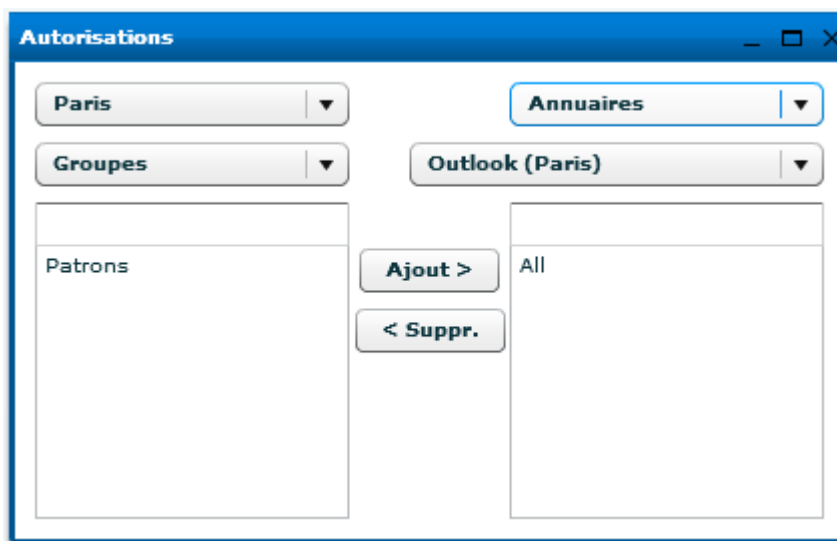 Autorisations
Paris
Annuaires
Groupes
Outlook (Paris)
Patrons
Ajout >
All
< Suppr.